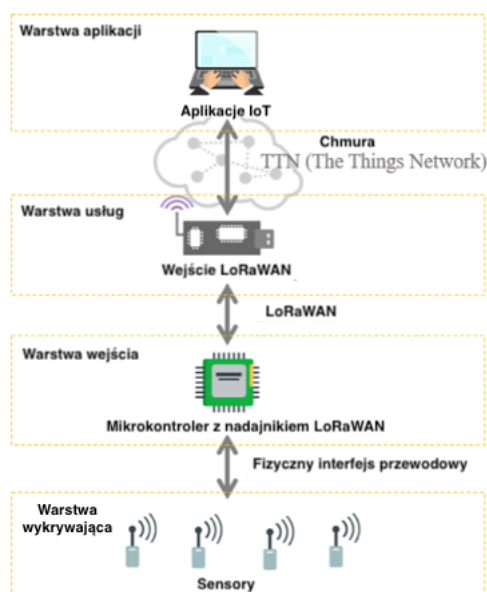 Warstwa aplikacji
Aplikacje IoT
Chmura
TTN (The Things Network)
Warstwa usług
Wejście LoRaWAN
LoRaWAN
Warstwa wejścia
Mikrokontroler z nadajnikiem LoRaWAN
Fizyczny interfejs przewodowy
Warstwa
wykrywająca
Sensory